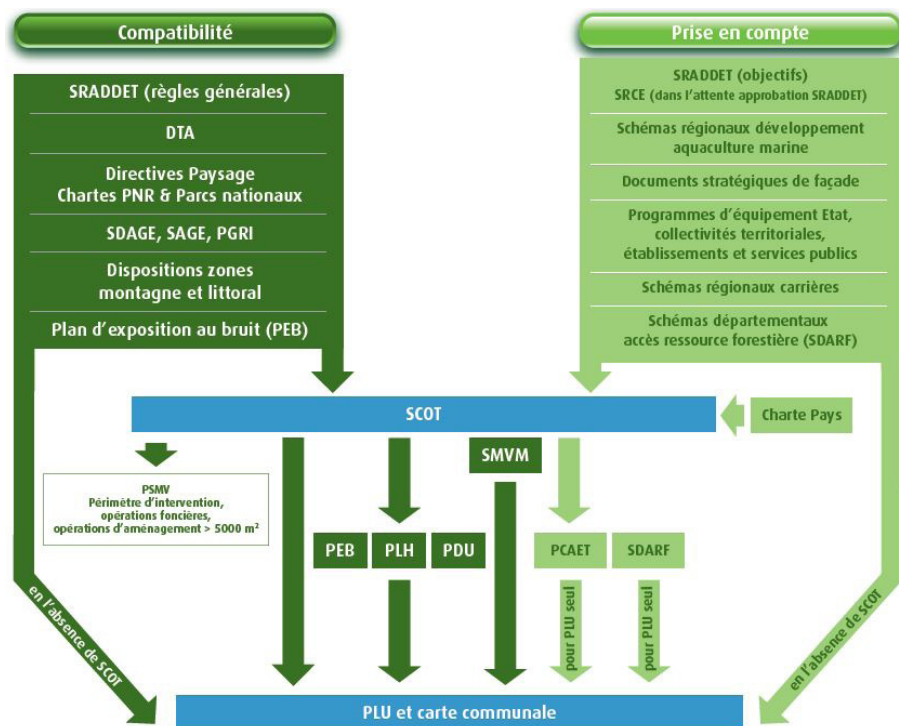 Compatibilité
SRADDET (règles générales)
DTA
Directives Paysage
Chartes PNR & Parcs nationaux
SDAGE, SAGE, PGRI
Dispositions zones
montagne et littoral
Plan d'exposition au bruit (PEB)
Prise en compte
SRADDET (objectifs)
SRCE (dans l'attente approbation SRADDET)
Schémas régionaux développement
aquaculture marine
Documents stratégiques de façade
Programmes d'équipement Etat,
collectivités territoriales,
établissements et services publics
Schémas régionaux carrières
Schémas départementaux
accès ressource forestière (SDARF)
SCOT
Charte Pays
SMVM
PSMV
Périmètre d'intervention,
opérations foncières,
opérations d'aménagement > 5000 m²
PEB
PLH
PDU
PCAET
SDARF
pour PLU seul
pour PLU seul
en l'absence de SCOT
en l'absence de SCOT
PLU et carte communale